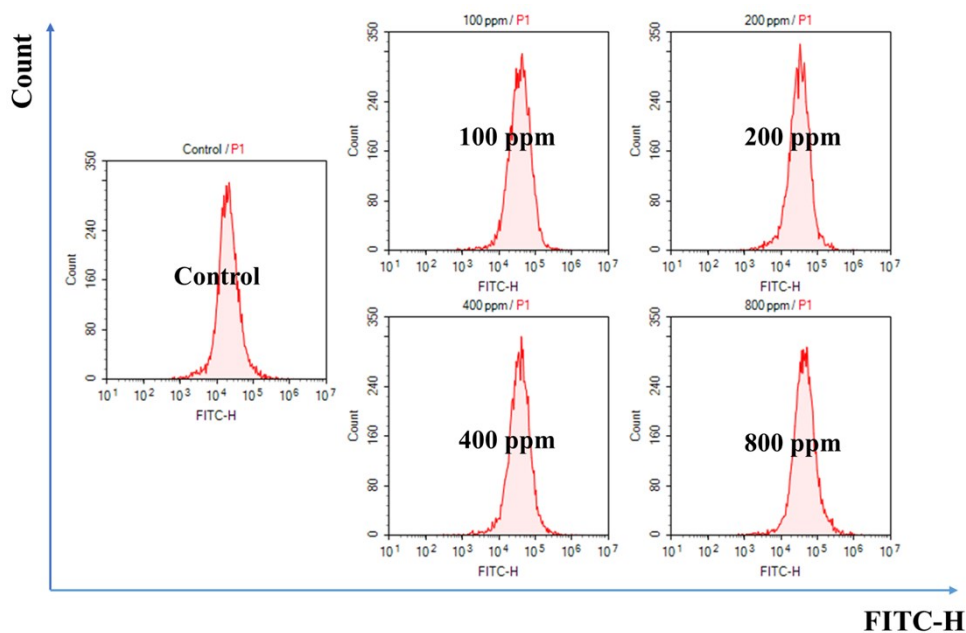 Count
100 ppm / P1
350
240
160
80
0
Count
100 ppm
10¹ 10² 10³ 10⁴ 10⁵ 10⁶ 10⁷
FITC-H
200 ppm / P1
350
240
160
80
0
Count
200 ppm
10¹ 10² 10³ 10⁴ 10⁵ 10⁶ 10⁷
FITC-H
Control / P1
350
240
160
80
0
Count
Control
10¹ 10² 10³ 10⁴ 10⁵ 10⁶ 10⁷
FITC-H
400 ppm / P1
350
240
160
80
0
Count
400 ppm
10¹ 10² 10³ 10⁴ 10⁵ 10⁶ 10⁷
FITC-H
800 ppm / P1
350
240
160
80
0
Count
800 ppm
10¹ 10² 10³ 10⁴ 10⁵ 10⁶ 10⁷
FITC-H
FITC-H